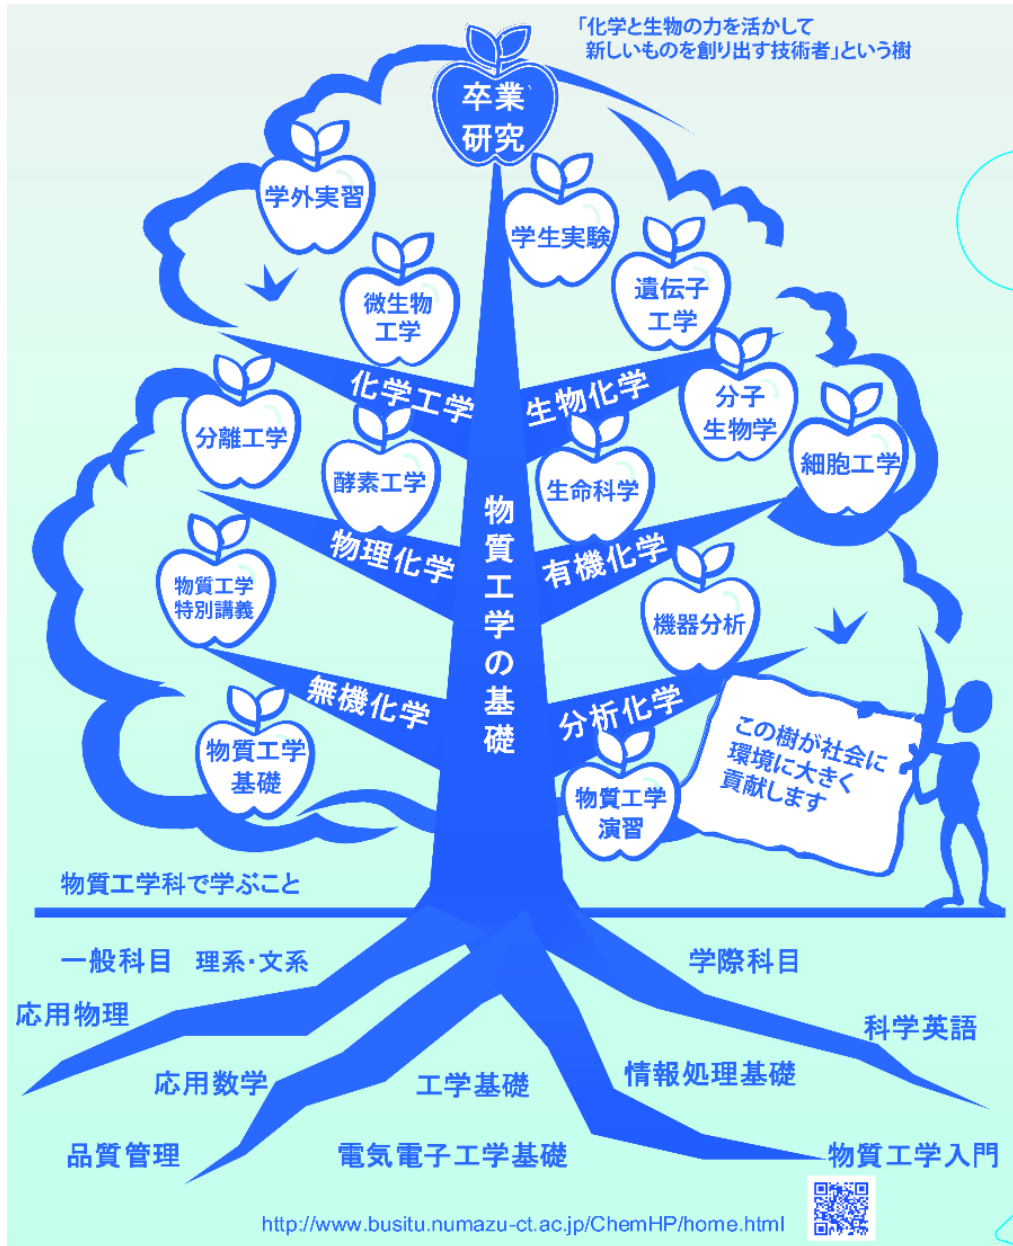 「化学と生物の力を活かして
新しいものを創り出す技術者」という樹
卒業
研究
学外実習
学生実験
微生物
工学
遺伝子
工学
化学工学
生物化学
分子
生物学
分離工学
細胞工学
酵素工学
生命科学
物質工学の基礎
物理化学
有機化学
物質工学
特別講義
機器分析
無機化学
分析化学
物質工学
基礎
この樹が社会に
環境に大きく
貢献します
物質工学
演習
物質工学科で学ぶこと
一般科目 理系・文系
学際科目
応用物理
科学英語
応用数学
工学基礎
情報処理基礎
品質管理
電気電子工学基礎
物質工学入門
http://www.busitu.numazu-ct.ac.jp/ChemHP/home.html